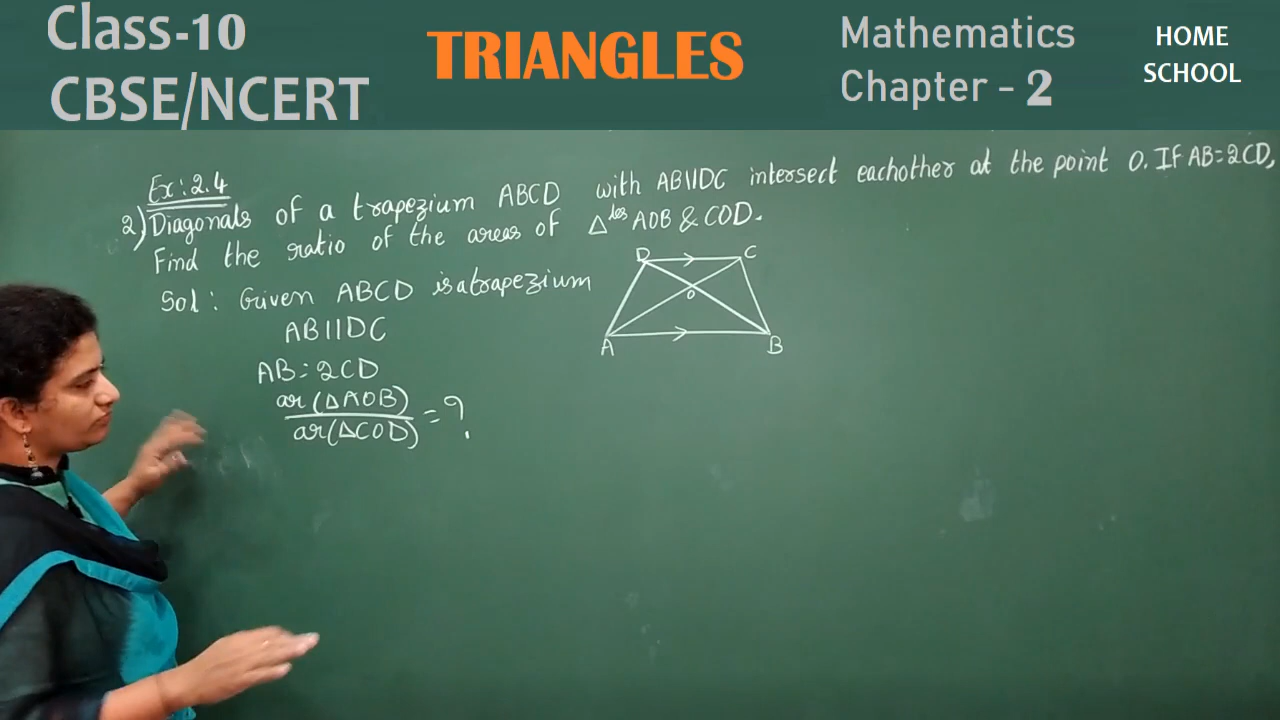 Class-10
CBSE/NCERT
TRIANGLES
Mathematics
Chapter - 2
HOME
SCHOOL
Ex: 2.4
2) Diagonals of a trapezium ABCD with AB||DC intersect eachother at the point O. If AB=2CD,
Find the ratio of the areas of Δles AOB & COD.
Sol: Given ABCD is a trapezium
AB||DC
AB=2CD
ar(ΔAOB)
ar(ΔCOD) = ?
D C
O
A B